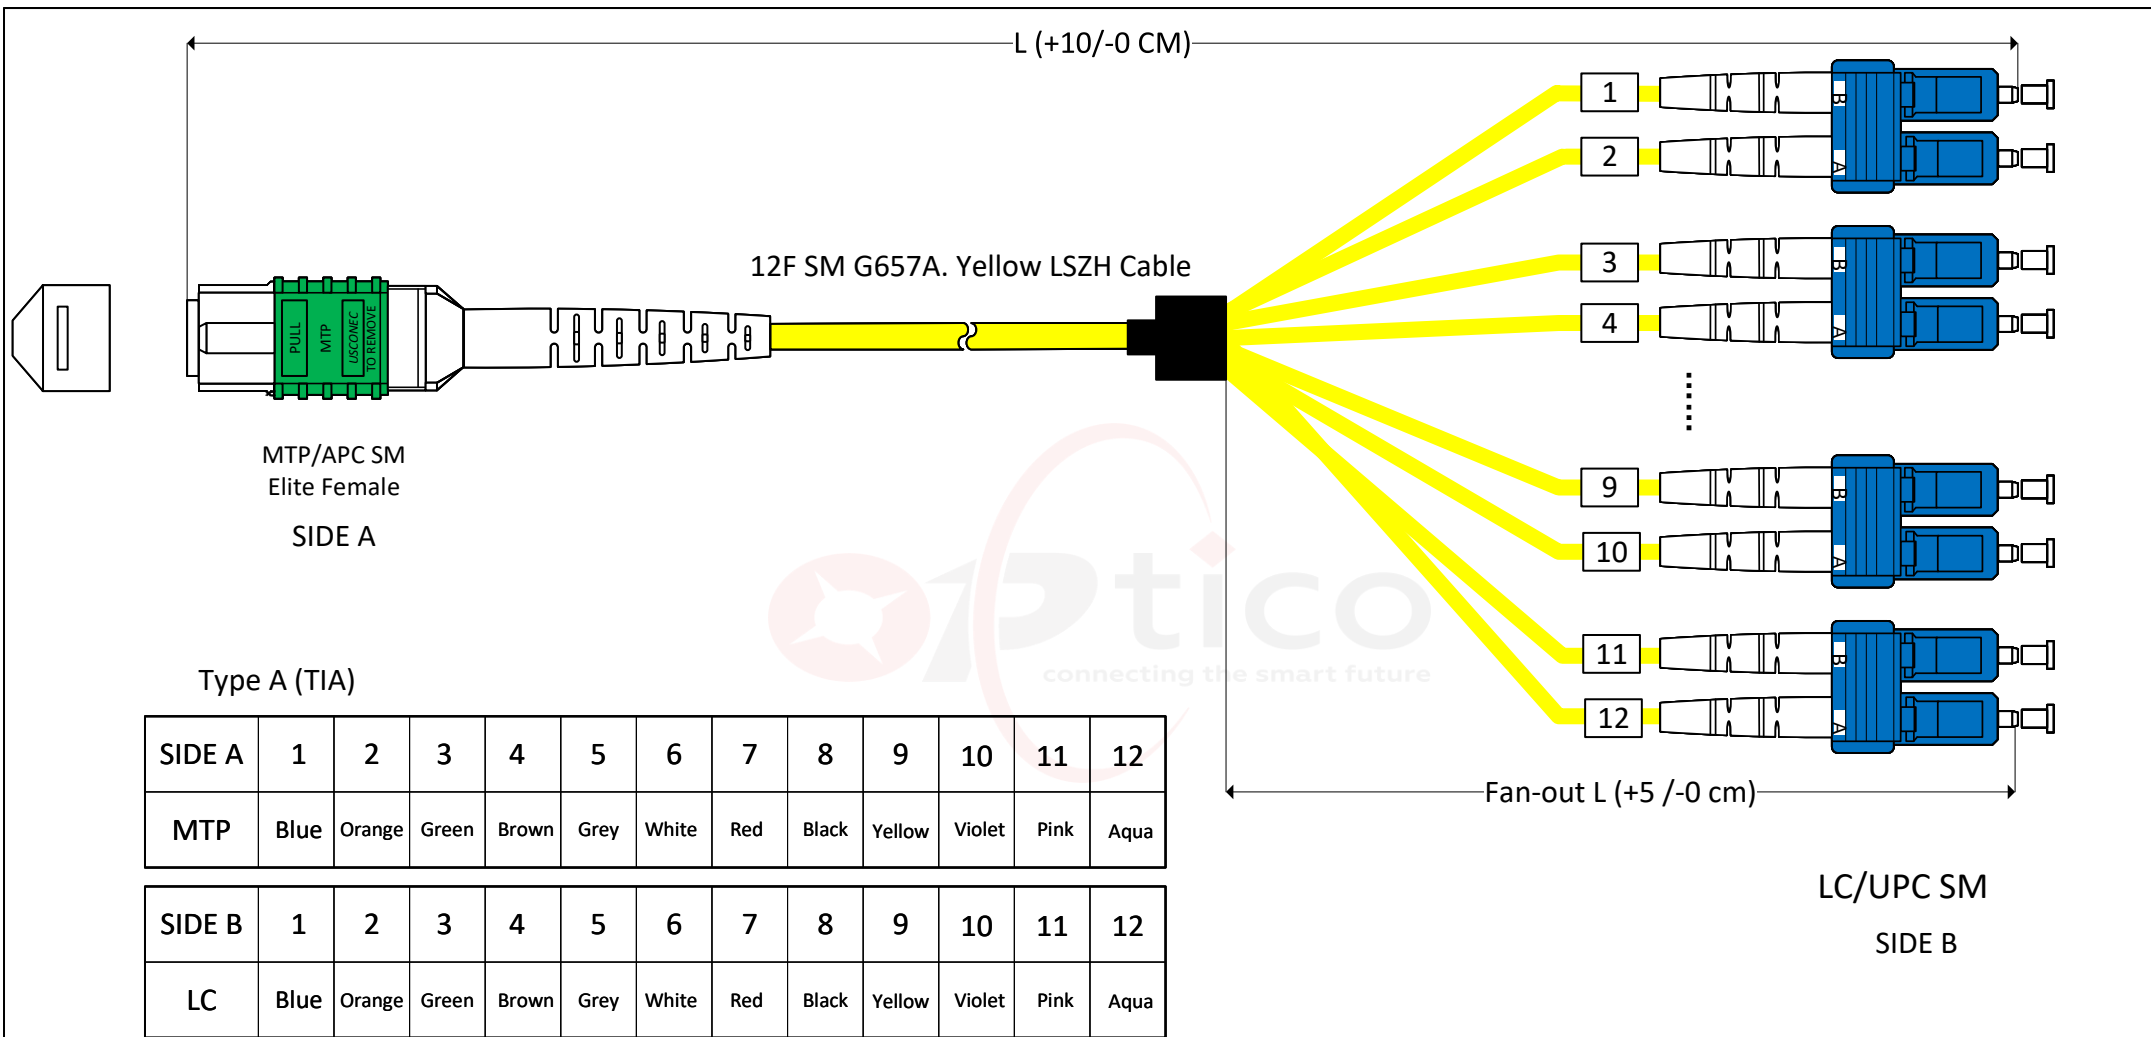 L (+10/-0 CM)
1
B
2
A
12F SM G657A. Yellow LSZH Cable
3
B
4
A
PULL
MTP
USCONEC
TO REMOVE
MTP/APC SM
Elite Female
SIDE A
9
B
10
A
OPtico
connecting the smart future
11
B
12
A
Fan-out L (+5 /-0 cm)
LC/UPC SM
SIDE B
Type A (TIA)
SIDE A 1 2 3 4 5 6 7 8 9 10 11 12
MTP Blue Orange Green Brown Grey White Red Black Yellow Violet Pink Aqua
SIDE B 1 2 3 4 5 6 7 8 9 10 11 12
LC Blue Orange Green Brown Grey White Red Black Yellow Violet Pink Aqua